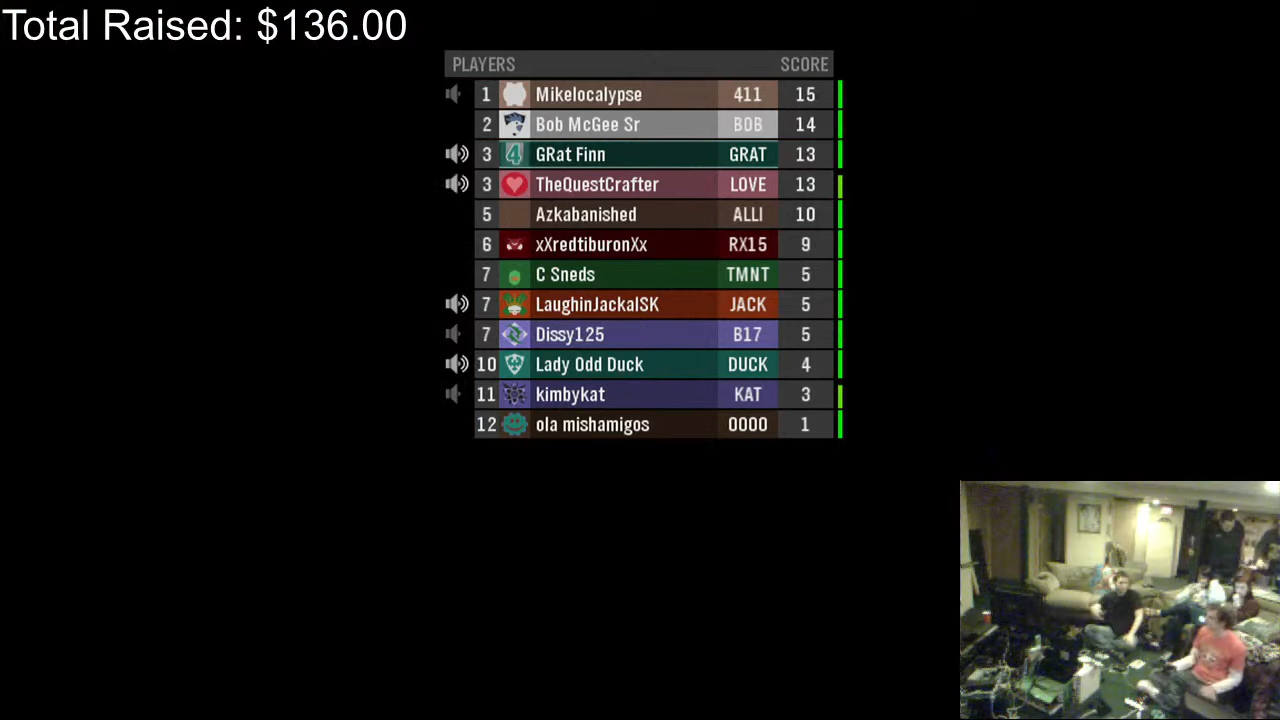 Total Raised: $136.00
PLAYERS SCORE
1 Mikelocalypse 411 15
2 Bob McGee Sr BOB 14
3 4 GRat Finn GRAT 13
3 TheQuestCrafter LOVE 13
5 Azkabanished ALLI 10
6 xXredtiburonXx RX15 9
7 C Sneds TMNT 5
7 LaughinJackalSK JACK 5
7 Dissy125 B17 5
10 Lady Odd Duck DUCK 4
11 kimbykat KAT 3
12 ola mishamigos OOOO 1